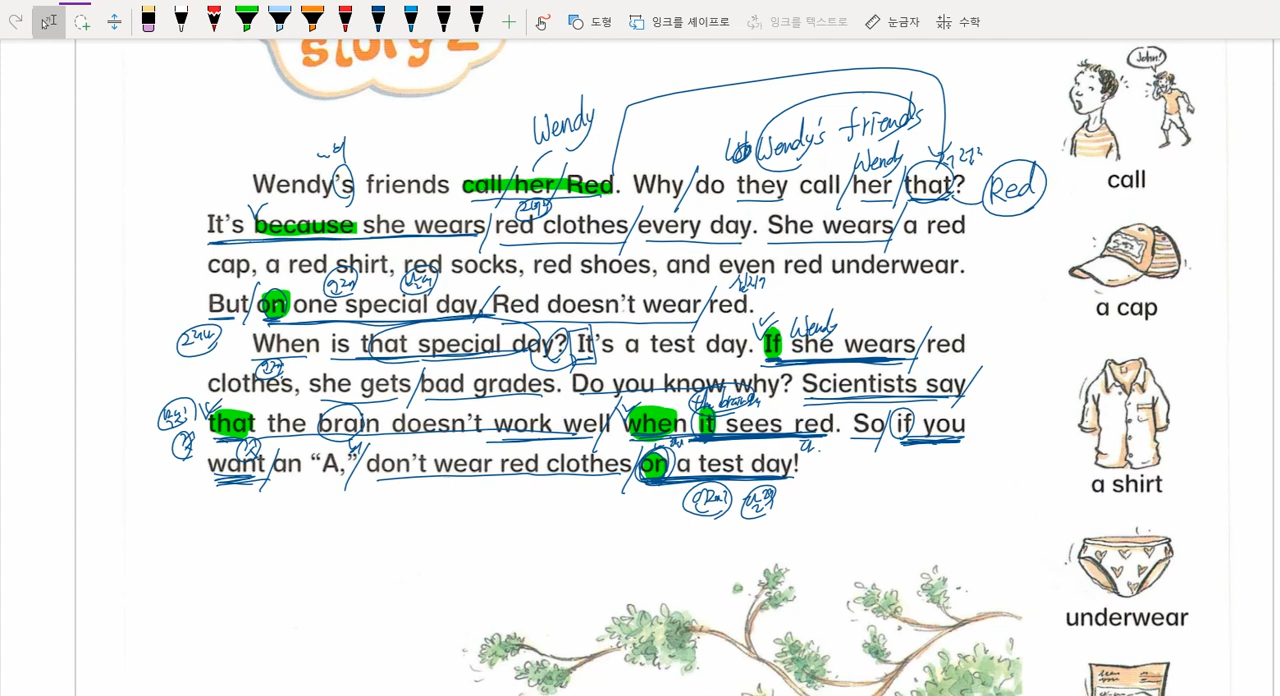 도형 잉크를 셰이프로 잉크를 텍스트로 눈금자 수학
story 2
John!
Wendy
Wendy's friends
Wendy
Wendy's friends call her Red. Why do they call her that?
Red
call
It's because she wears red clothes every day. She wears a red
cap, a red shirt, red socks, red shoes, and even red underwear.
But on one special day, Red doesn't wear red.
a cap
Wendy
When is that special day? It's a test day. If she wears red
clothes, she gets bad grades. Do you know why? Scientists say
the brain
that the brain doesn't work well when it sees red. So if you
want an “A,” don't wear red clothes on a test day!
a shirt
underwear